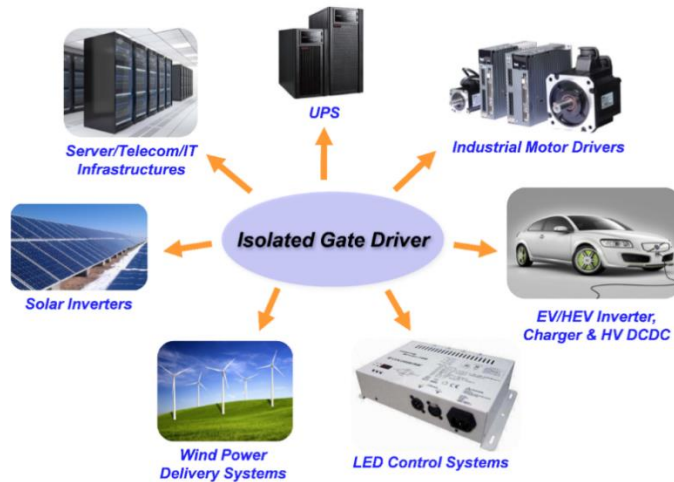 UPS
Server/Telecom/IT
Infrastructures
Industrial Motor Drivers
Isolated Gate Driver
Solar Inverters
EV/HEV Inverter,
Charger & HV DCDC
Wind Power
Delivery Systems
LED Control Systems